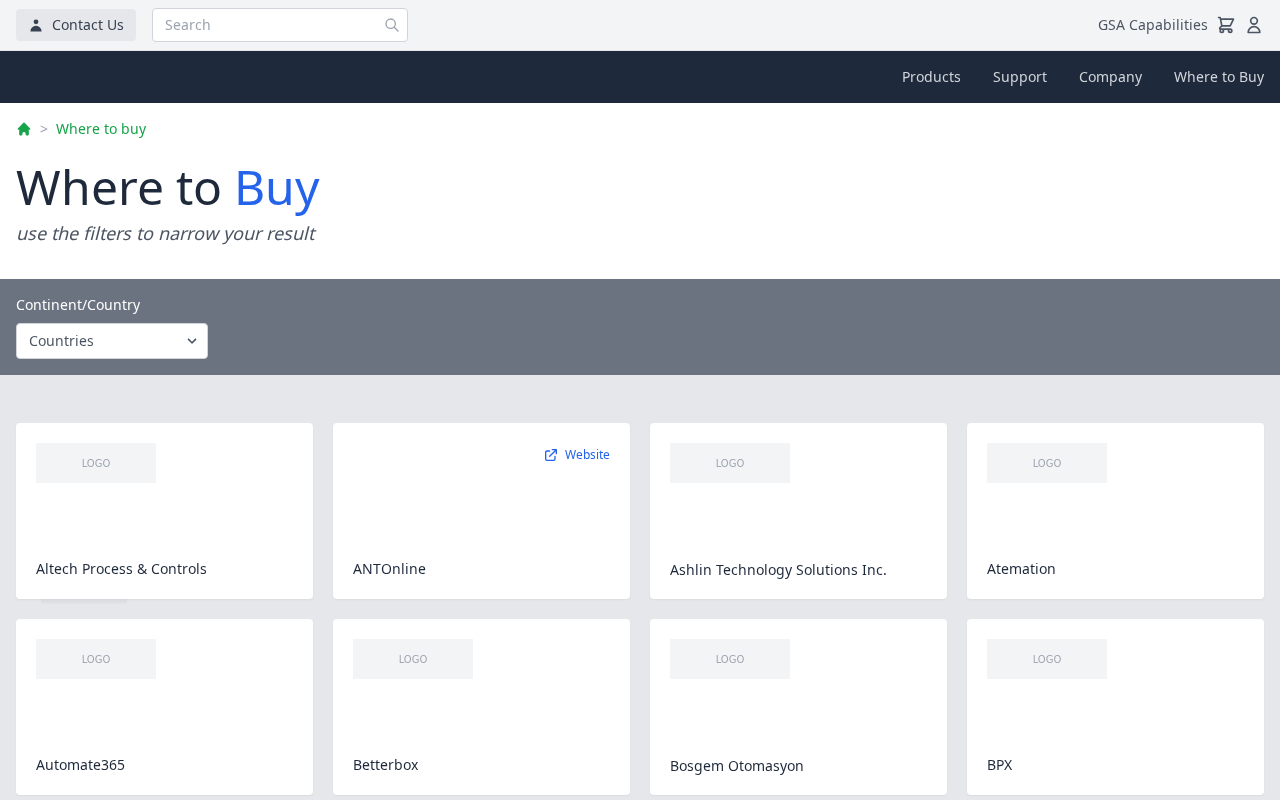 Contact Us
Search
GSA Capabilities
Products
Support
Company
Where to Buy
> Where to buy
Where to Buy
use the filters to narrow your result
Continent/Country
Countries
LOGO
Website
LOGO
LOGO
Altech Process & Controls
ANTOnline
Ashlin Technology Solutions Inc.
Atemation
LOGO
LOGO
LOGO
LOGO
Automate365
Betterbox
Bosgem Otomasyon
BPX